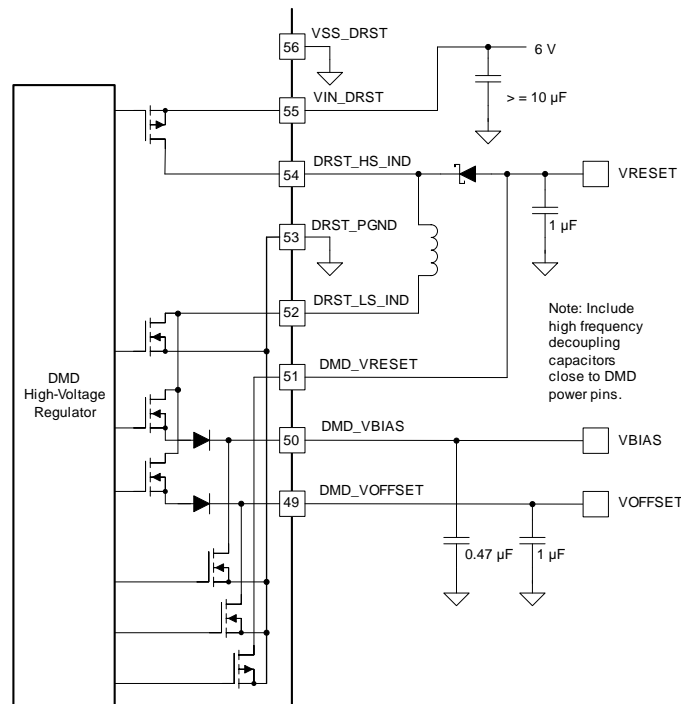 56
VSS_DRST
55
VIN_DRST
6 V
> = 10 µF
54
DRST_HS_IND
VRESET
1 µF
53
DRST_PGND
52
DRST_LS_IND
Note: Include
high frequency
decoupling
capacitors
close to DMD
power pins.
51
DMD_VRESET
DMD
High-Voltage
Regulator
50
DMD_VBIAS
VBIAS
49
DMD_VOFFSET
VOFFSET
0.47 µF
1 µF